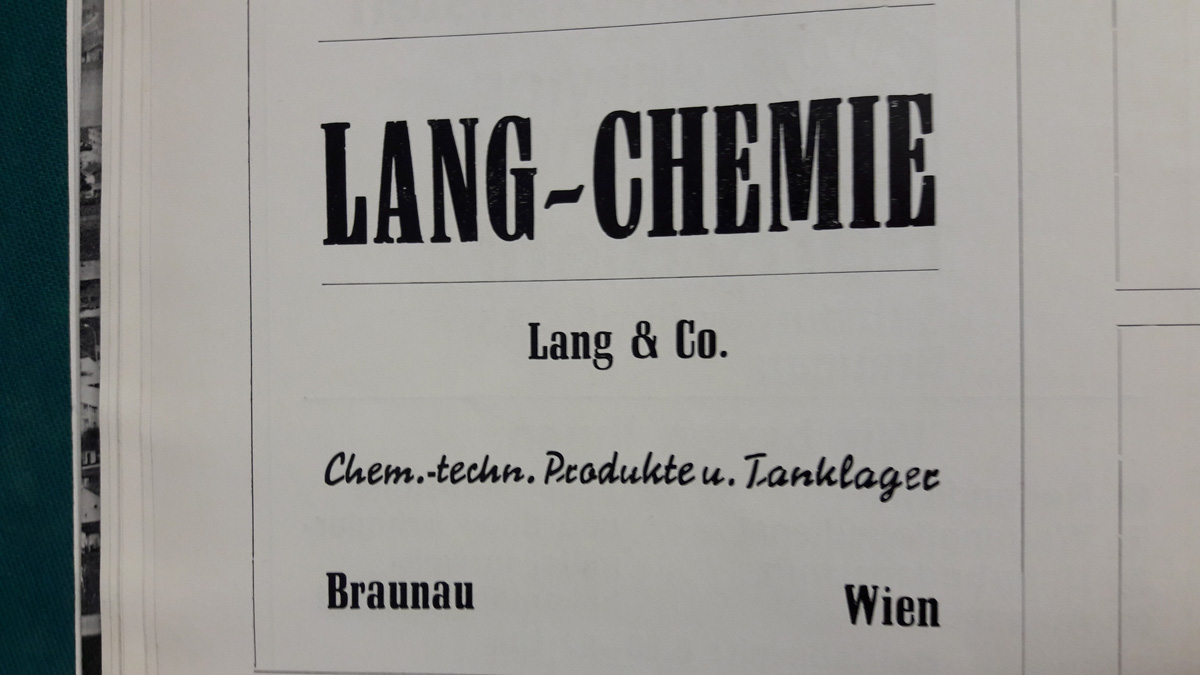 LANG-CHEMIE
Lang & Co.
Chem.-techn. Produkte u. Tanklager
Braunau Wien